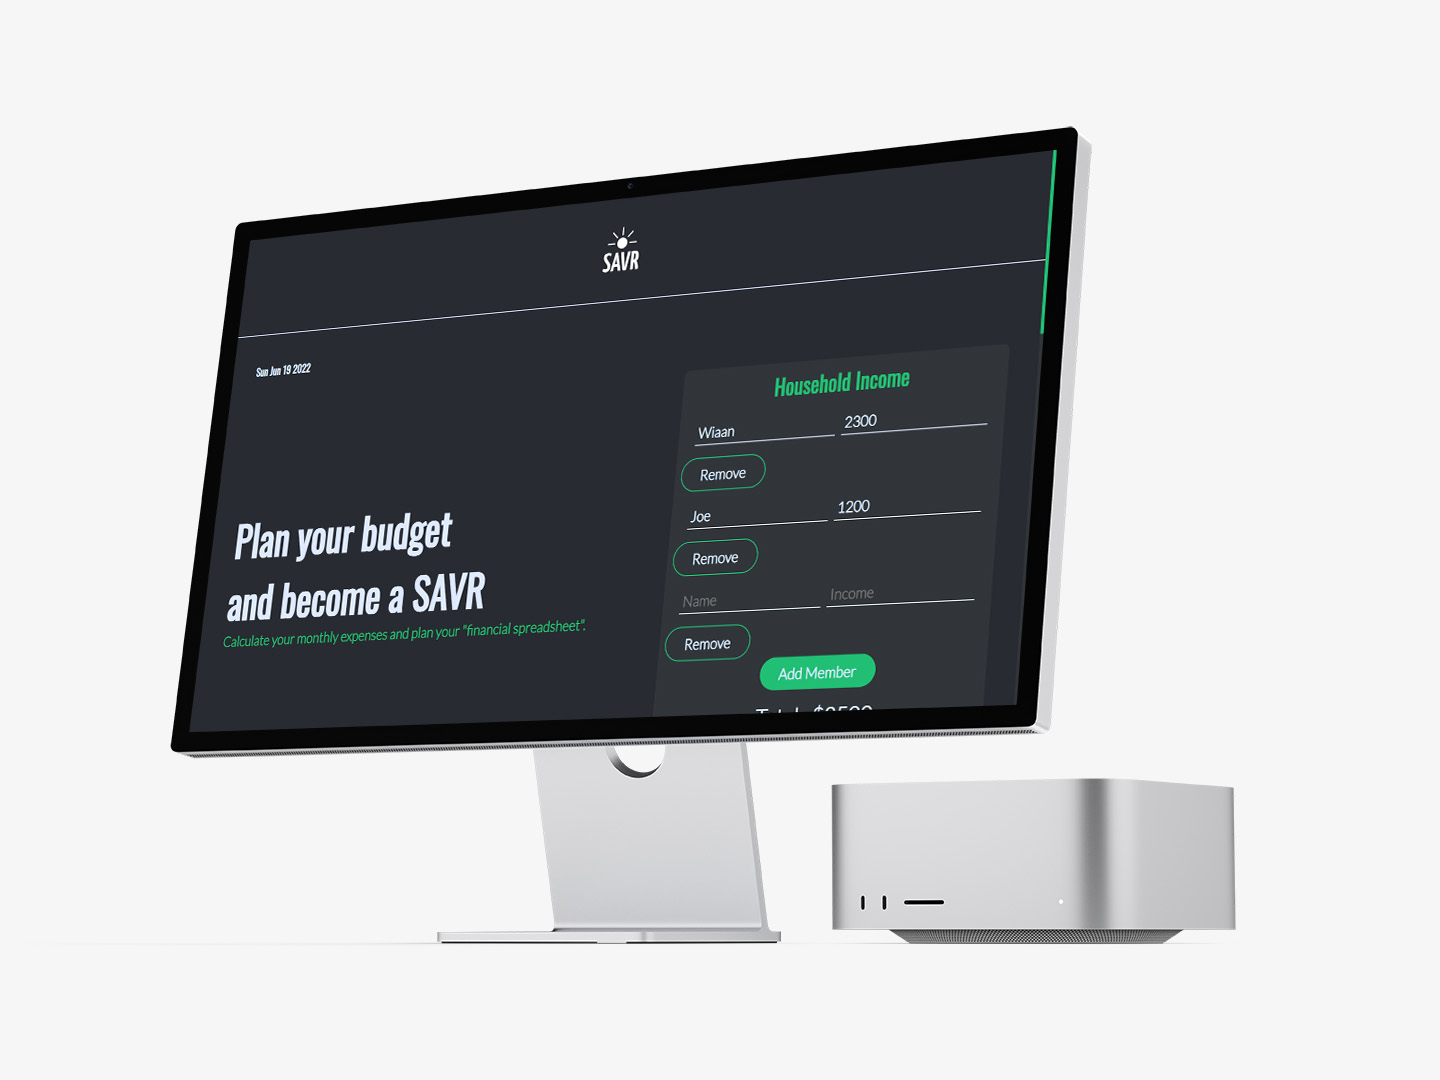 SAVR
Sun Jun 19 2022
Plan your budget
and become a SAVR
Calculate your monthly expenses and plan your "financial spreadsheet".
Household Income
Wiaan 2300
Remove
Joe 1200
Remove
Name Income
Remove
Add Member